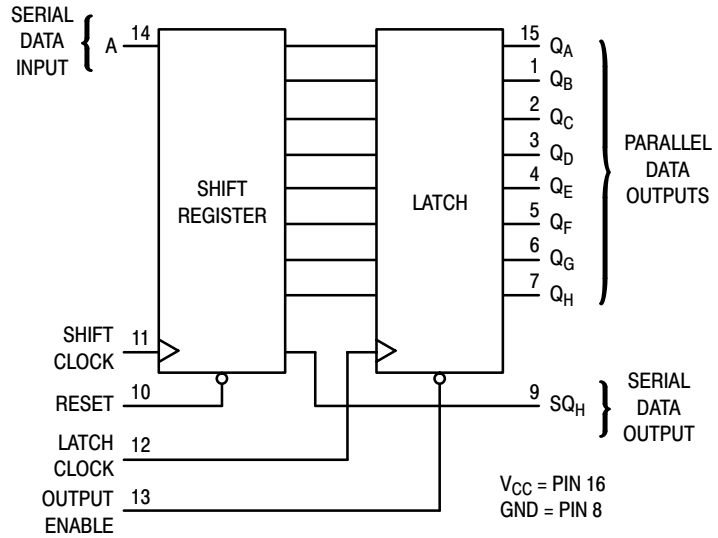 SERIAL
DATA
INPUT
A
14
SHIFT
REGISTER
LATCH
15 QA
1 QB
2 QC
3 QD
4 QE
5 QF
6 QG
7 QH
PARALLEL
DATA
OUTPUTS
SHIFT
CLOCK
11
RESET
10
LATCH
CLOCK
12
OUTPUT
ENABLE
13
9 SQH
SERIAL
DATA
OUTPUT
VCC = PIN 16
GND = PIN 8